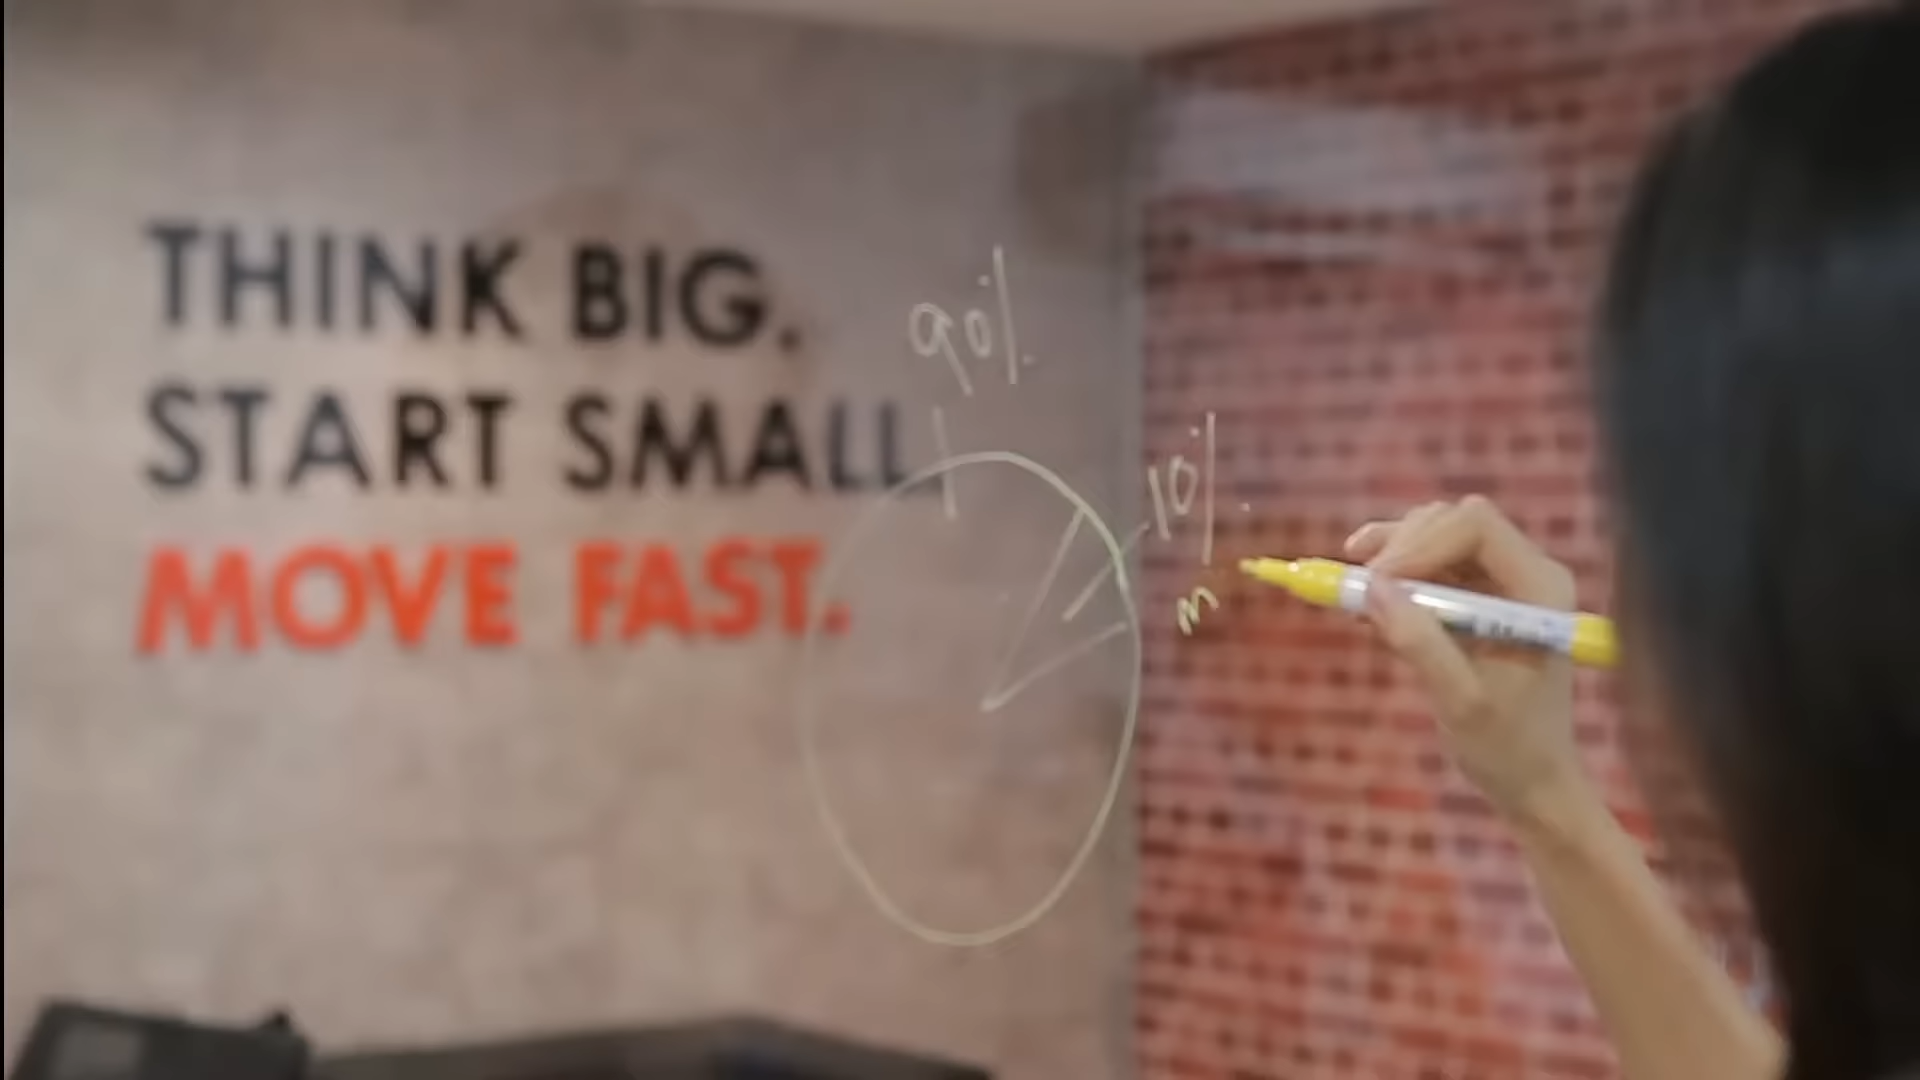 THINK BIG.
START SMALL.
MOVE FAST.
90%
10%
m